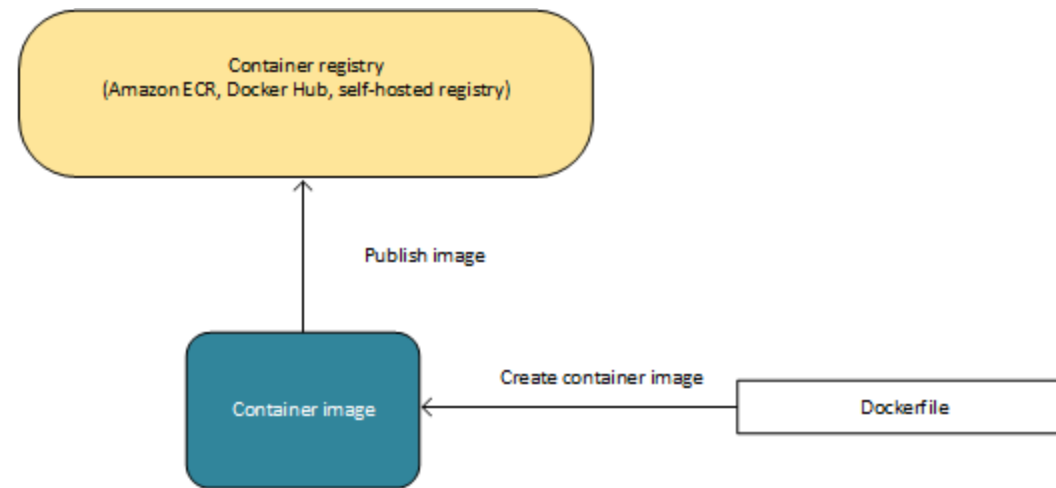 Container registry
(Amazon ECR, Docker Hub, self-hosted registry)
Publish image
Create container image
Container image
Dockerfile